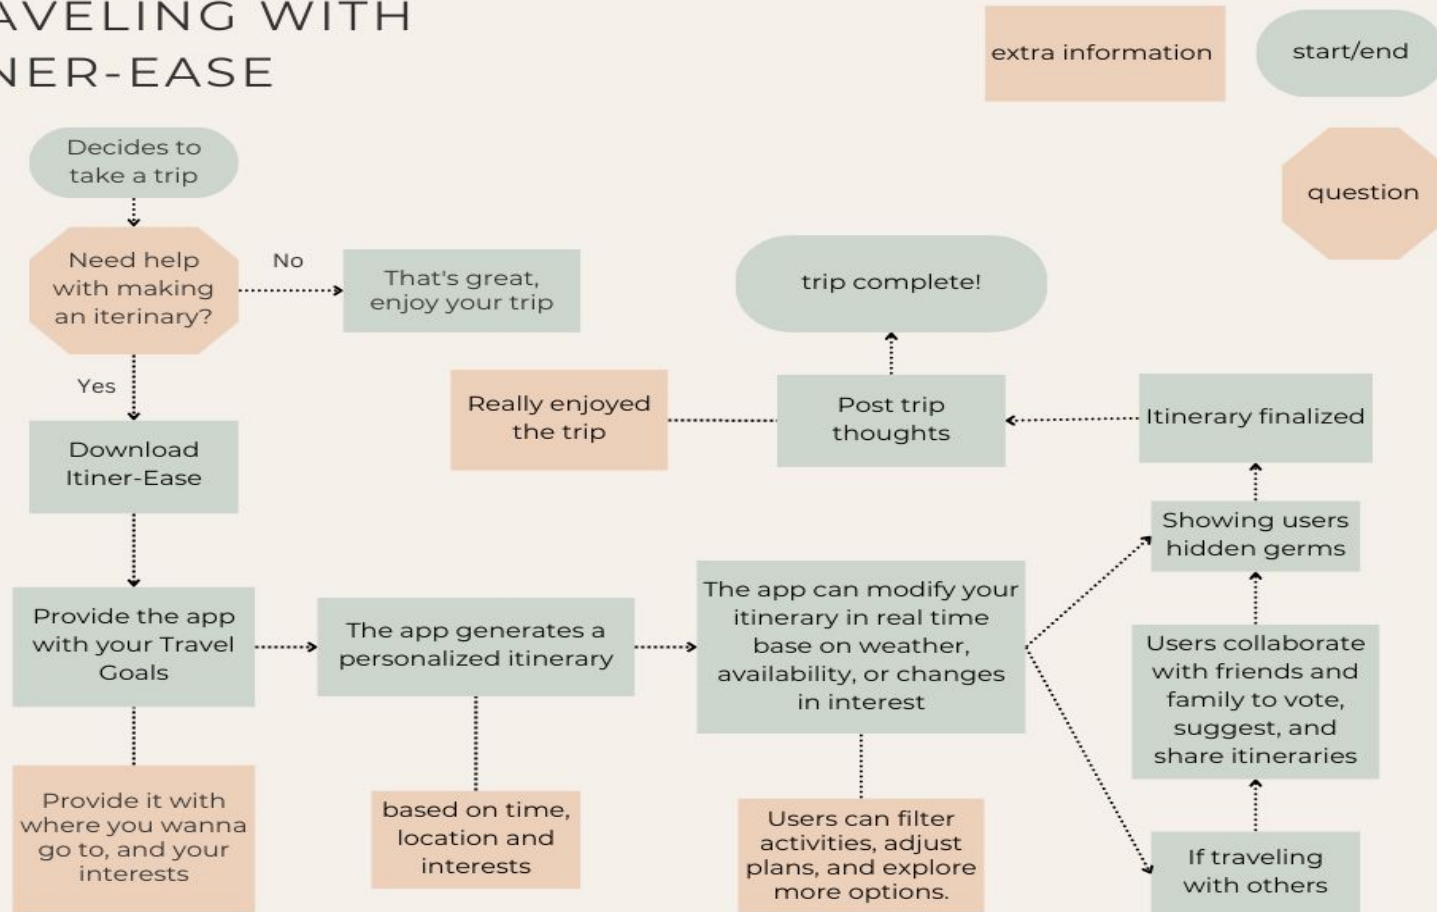 AVELING WITH
NER-EASE
extra information
start/end
question
Decides to
take a trip
Need help
with making
an iterinary?
No
That's great,
enjoy your trip
Yes
Download
Itiner-Ease
Provide the app
with your Travel
Goals
Provide it with
where you wanna
go to, and your
interests
The app generates a
personalized itinerary
based on time,
location and
interests
The app can modify your
itinerary in real time
base on weather,
availability, or changes
in interest
Users can filter
activities, adjust
plans, and explore
more options.
If traveling
with others
Users collaborate
with friends and
family to vote,
suggest, and
share itineraries
Showing users
hidden germs
Itinerary finalized
Post trip
thoughts
Really enjoyed
the trip
trip complete!